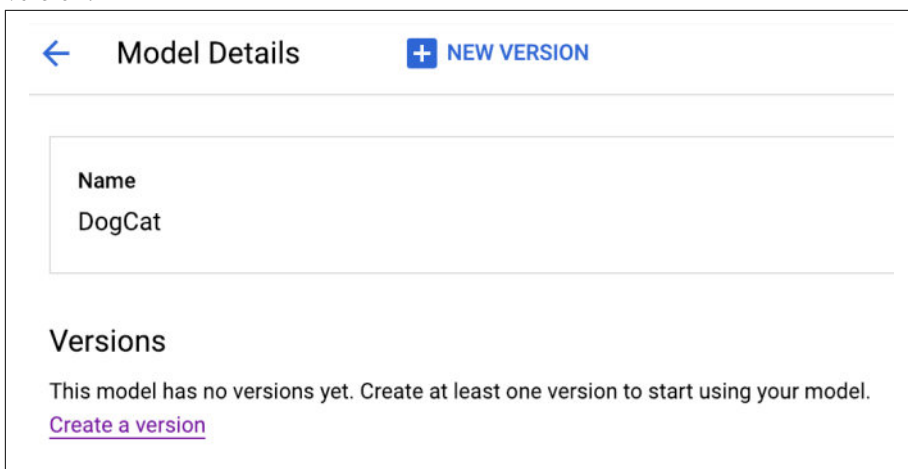 Model Details
NEW VERSION
Name
DogCat
Versions
This model has no versions yet. Create at least one version to start using your model.
Create a version